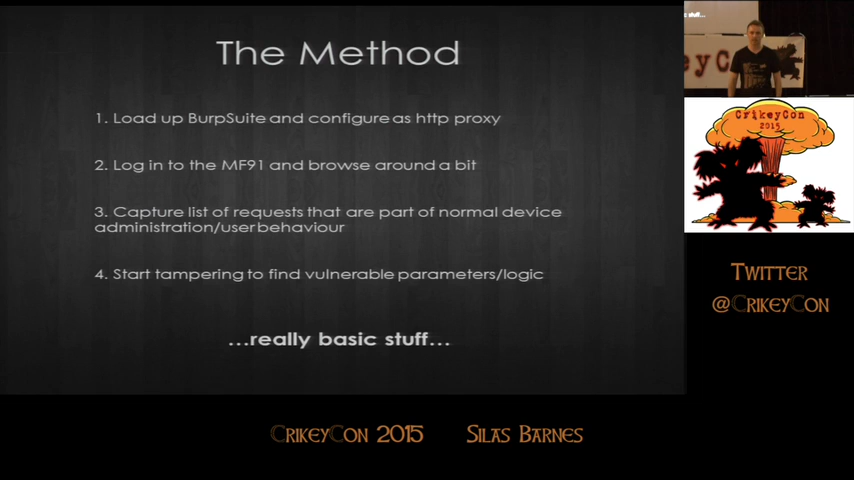 The Method
1. Load up BurpSuite and configure as http proxy
2. Log in to the MF91 and browse around a bit
3. Capture list of requests that are part of normal device
administration/user behaviour
4. Start tampering to find vulnerable parameters/logic
...really basic stuff...
stuff...
eyC
CrikeyCon
2015
Twitter
@CrikeyCon
CrikeyCon 2015 Silas Barnes